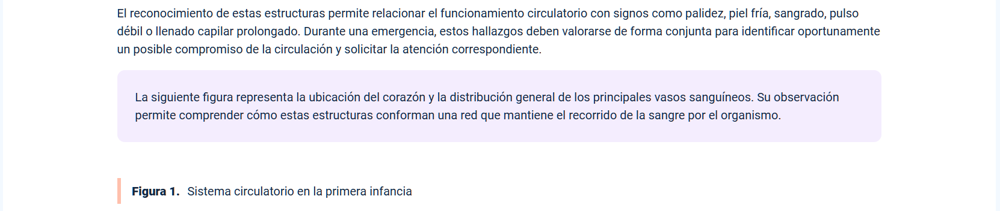 El reconocimiento de estas estructuras permite relacionar el funcionamiento circulatorio con signos como palidez, piel fría, sangrado, pulso
débil o llenado capilar prolongado. Durante una emergencia, estos hallazgos deben valorarse de forma conjunta para identificar oportunamente
un posible compromiso de la circulación y solicitar la atención correspondiente.
La siguiente figura representa la ubicación del corazón y la distribución general de los principales vasos sanguíneos. Su observación
permite comprender cómo estas estructuras conforman una red que mantiene el recorrido de la sangre por el organismo.
Figura 1. Sistema circulatorio en la primera infancia